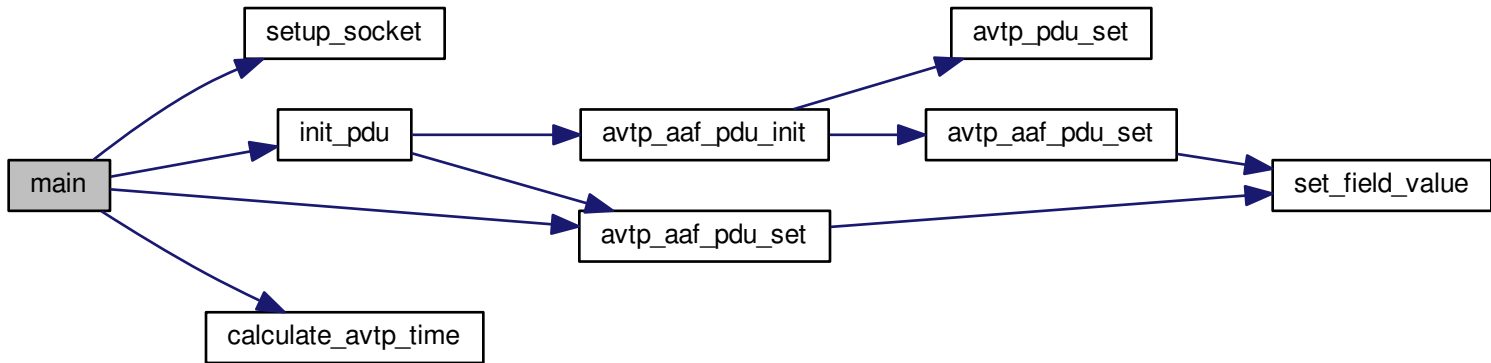 setup_socket
avtp_pdu_set
init_pdu
avtp_aaf_pdu_init
avtp_aaf_pdu_set
main
set_field_value
avtp_aaf_pdu_set
calculate_avtp_time